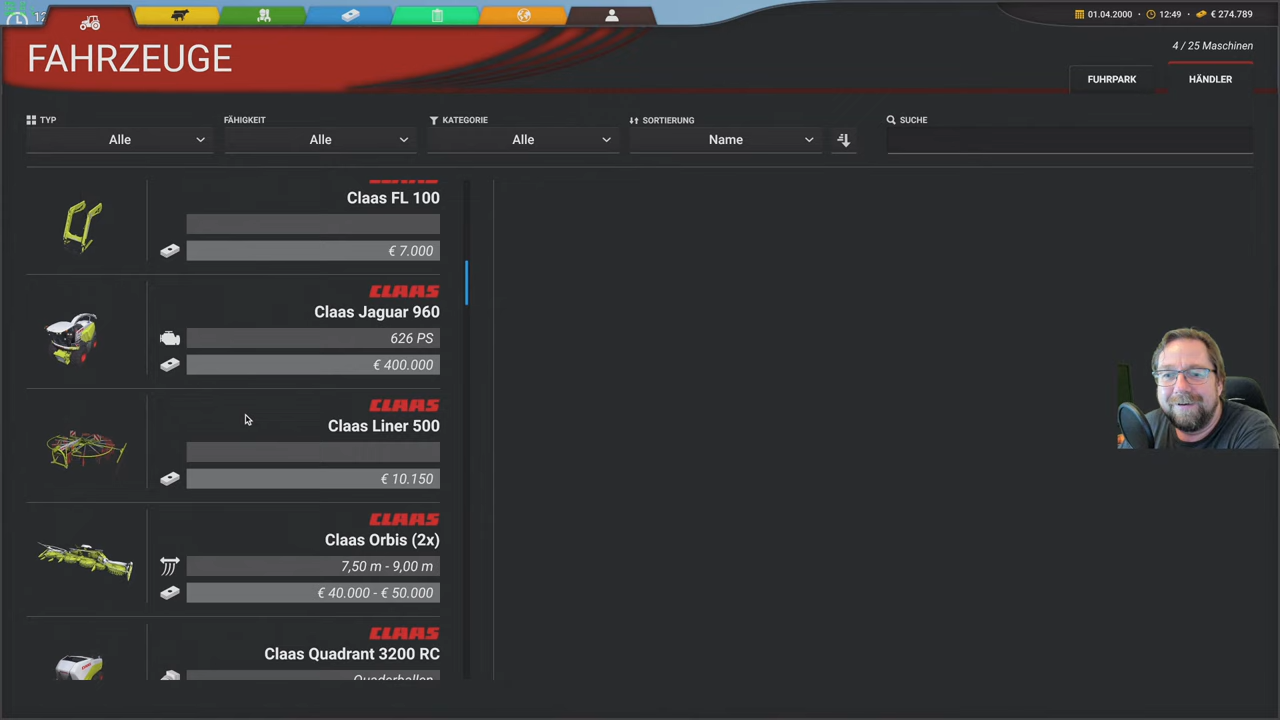 01.04.2000 12:49 € 274.789
FAHRZEUGE
4 / 25 Maschinen
FUHRPARK HÄNDLER
TYP FÄHIGKEIT KATEGORIE SORTIERUNG SUCHE
Alle Alle Alle Name
Claas FL 100
€ 7.000
CLAAS
Claas Jaguar 960
626 PS
€ 400.000
CLAAS
Claas Liner 500
€ 10.150
CLAAS
Claas Orbis (2x)
7,50 m - 9,00 m
€ 40.000 - € 50.000
CLAAS
Claas Quadrant 3200 RC
Quaderballen